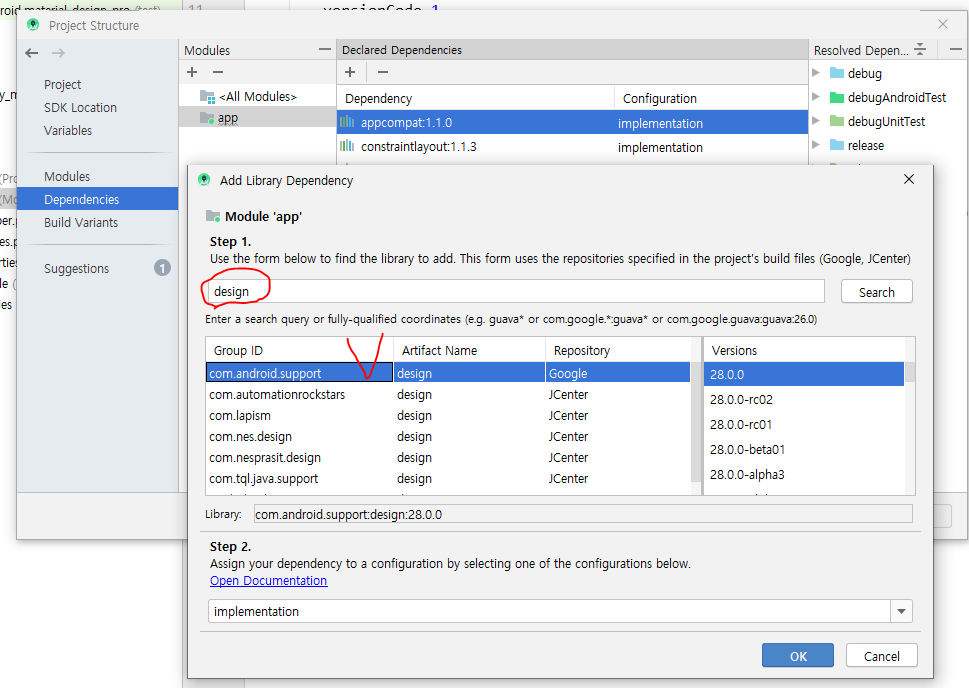 versionCode 1
Project Structure
Project
SDK Location
Variables
Modules
Dependencies
Build Variants
Suggestions
1
Modules
<All Modules>
app
Declared Dependencies
Dependency Configuration
appcompat:1.1.0 implementation
constraintlayout:1.1.3 implementation
Resolved Depen...
debug
debugAndroidTest
debugUnitTest
release
Add Library Dependency
Module 'app'
Step 1.
Use the form below to find the library to add. This form uses the repositories specified in the project's build files (Google, JCenter)
design
Search
Enter a search query or fully-qualified coordinates (e.g. guava* or com.google.*:guava* or com.google.guava:guava:26.0)
Group ID Artifact Name Repository
com.android.support design Google
com.automationrockstars design JCenter
com.lapism design JCenter
com.nes.design design JCenter
com.nesprasit.design design JCenter
com.tql.java.support design JCenter
Versions
28.0.0
28.0.0-rc02
28.0.0-rc01
28.0.0-beta01
28.0.0-alpha3
Library: com.android.support:design:28.0.0
Step 2.
Assign your dependency to a configuration by selecting one of the configurations below.
Open Documentation
implementation
OK
Cancel